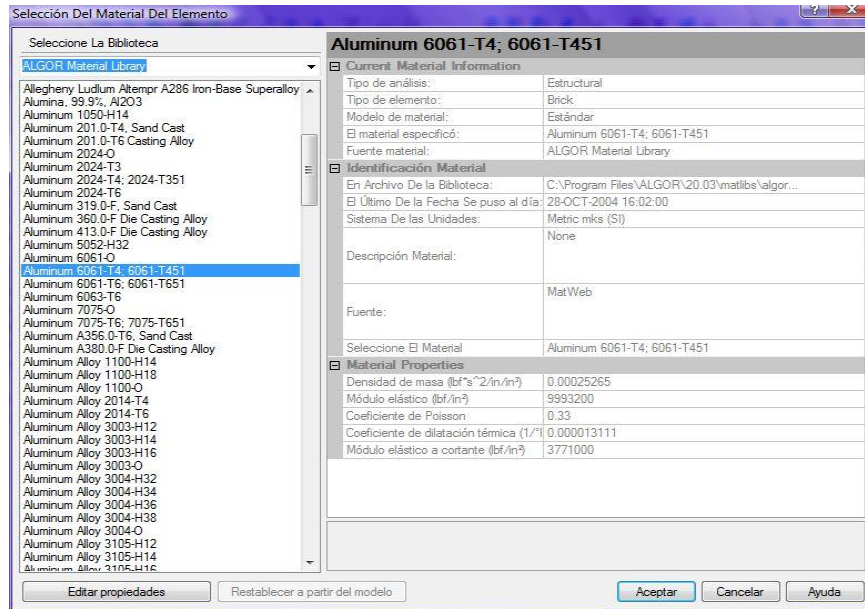 Selección Del Material Del Elemento
Seleccione La Biblioteca
ALGOR Material Library
Allegheny Ludlum Altempr A286 Iron-Base Superalloy
Alumina, 99.9%, Al2O3
Aluminum 1050-H14
Aluminum 201.0-T4, Sand Cast
Aluminum 201.0-T6 Casting Alloy
Aluminum 2024-O
Aluminum 2024-T3
Aluminum 2024-T4; 2024-T351
Aluminum 2024-T6
Aluminum 319.0-F, Sand Cast
Aluminum 360.0-F Die Casting Alloy
Aluminum 413.0-F Die Casting Alloy
Aluminum 5052-H32
Aluminum 6061-O
Aluminum 6061-T4; 6061-T451
Aluminum 6061-T6; 6061-T651
Aluminum 6063-T6
Aluminum 7075-O
Aluminum 7075-T6; 7075-T651
Aluminum A356.0-T6, Sand Cast
Aluminum A380.0-F Die Casting Alloy
Aluminum Alloy 1100-H14
Aluminum Alloy 1100-H18
Aluminum Alloy 1100-O
Aluminum Alloy 2014-T4
Aluminum Alloy 2014-T6
Aluminum Alloy 3003-H12
Aluminum Alloy 3003-H14
Aluminum Alloy 3003-H16
Aluminum Alloy 3003-O
Aluminum Alloy 3004-H32
Aluminum Alloy 3004-H34
Aluminum Alloy 3004-H36
Aluminum Alloy 3004-H38
Aluminum Alloy 3004-O
Aluminum Alloy 3105-H12
Aluminum Alloy 3105-H14
Aluminum Alloy 3105-H16
Aluminum 6061-T4; 6061-T451
Current Material Information
Tipo de análisis: Estructural
Tipo de elemento: Brick
Modelo de material: Estándar
El material especificó: Aluminum 6061-T4; 6061-T451
Fuente material: ALGOR Material Library
Identificación Material
En Archivo De la Biblioteca: C:\Program Files\ALGOR\20.03\matlibs\algor...
El Último De la Fecha Se puso al día: 28-OCT-2004 16:02:00
Sistema De las Unidades: Metric mks (SI)
Descripción Material: None
Fuente: MatWeb
Seleccione El Material Aluminum 6061-T4; 6061-T451
Material Properties
Densidad de masa (lbf*s^2/in/in³) 0.00025265
Módulo elástico (lbf/in²) 9993200
Coeficiente de Poisson 0.33
Coeficiente de dilatación térmica (1/° 0.000013111
Módulo elástico a cortante (lbf/in²) 3771000
Editar propiedades Restablecer a partir del modelo Aceptar Cancelar Ayuda